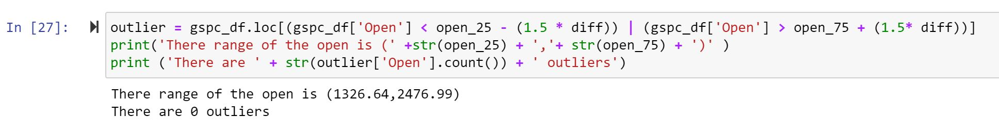 In [27]:
outlier = gspc_df.loc[(gspc_df['Open'] < open_25 - (1.5 * diff)) | (gspc_df['Open'] > open_75 + (1.5* diff))]
print('There range of the open is (' +str(open_25) + ','+ str(open_75) + ')' )
print ('There are ' + str(outlier['Open'].count()) + ' outliers')
There range of the open is (1326.64,2476.99)
There are 0 outliers